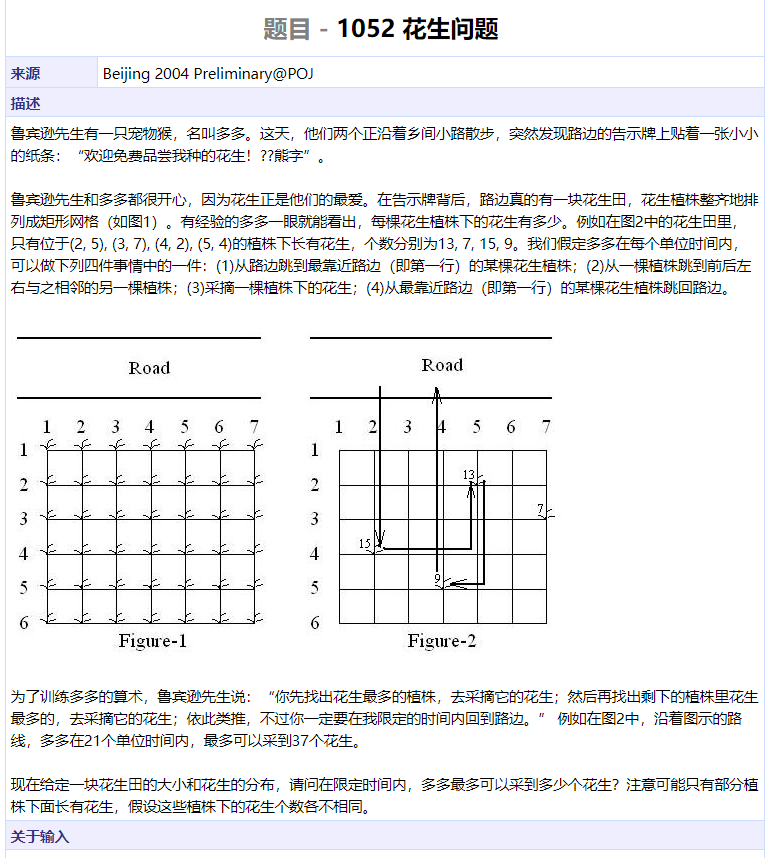 题目 - 1052 花生问题
来源 Beijing 2004 Preliminary@POJ
描述
鲁宾逊先生有一只宠物猴，名叫多多。这天，他们两个正沿着乡间小路散步，突然发现路边的告示牌上贴着一张小小
的纸条：“欢迎免费品尝我种的花生！??熊字”。
鲁宾逊先生和多多都很开心，因为花生正是他们的最爱。在告示牌背后，路边真的有一块花生田，花生植株整齐地排
列成矩形网格（如图1）。有经验的多多一眼就能看出，每棵花生植株下的花生有多少。例如在图2中的花生田里，
只有位于(2, 5), (3, 7), (4, 2), (5, 4)的植株下长有花生，个数分别为13, 7, 15, 9。我们假定多多在每个单位时间内，
可以做下列四件事情中的一件：(1)从路边跳到最靠近路边（即第一行）的某棵花生植株；(2)从一棵植株跳到前后左
右与之相邻的另一棵植株；(3)采摘一棵植株下的花生；(4)从最靠近路边（即第一行）的某棵花生植株跳回路边。
Road
1 2 3 4 5 6 7
1
2
3
4
5
6
Figure-1
Road
1 2 3 4 5 6 7
1
2 13
3 7
4 15
5 9
6
Figure-2
为了训练多多的算术，鲁宾逊先生说：“你先找出花生最多的植株，去采摘它的花生；然后再找出剩下的植株里花生
最多的，去采摘它的花生；依此类推，不过你一定要在我限定的时间内回到路边。” 例如在图2中，沿着图示的路
线，多多在21个单位时间内，最多可以采到37个花生。
现在给定一块花生田的大小和花生的分布，请问在限定时间内，多多最多可以采到多少个花生？注意可能只有部分植
株下面长有花生，假设这些植株下的花生个数各不相同。
关于输入